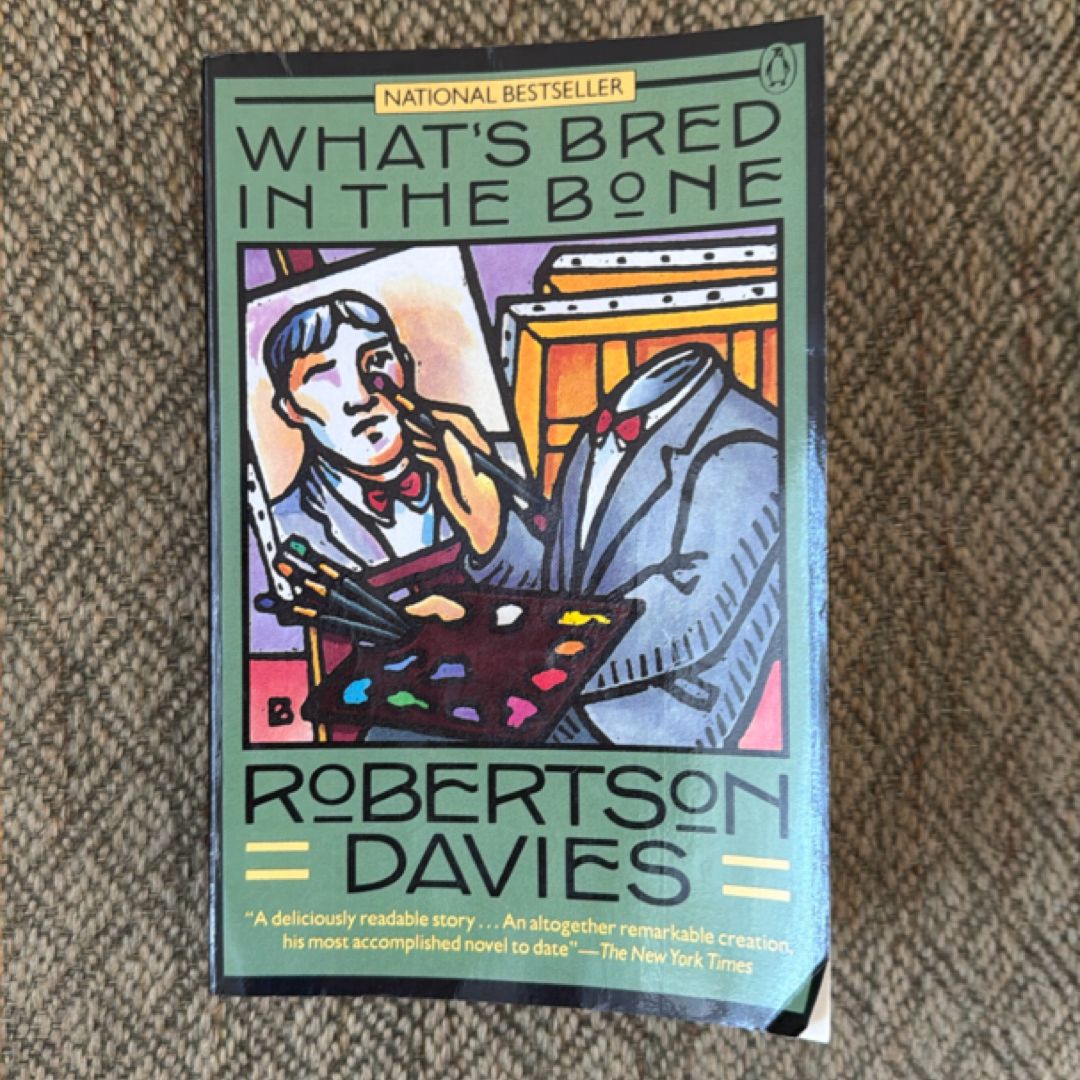 NATIONAL BESTSELLER
WHAT'S BRED
IN THE BONE
B
ROBERTSON
DAVIES
"A deliciously readable story . . . An altogether remarkable creation,
his most accomplished novel to date"—The New York Times